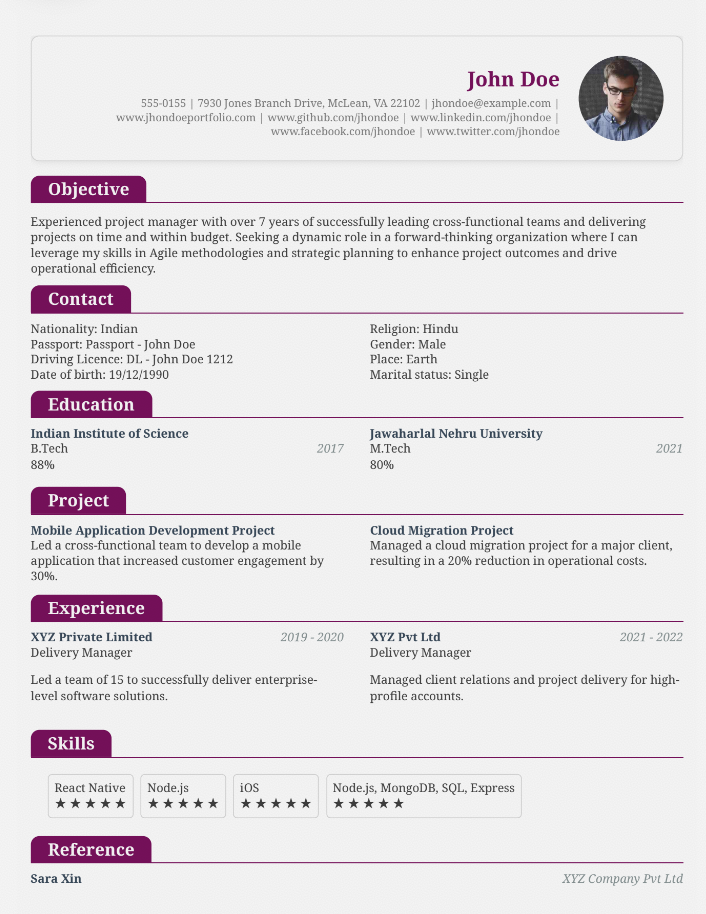 John Doe
555-0155 | 7930 Jones Branch Drive, McLean, VA 22102 | jhondoe@example.com |
www.jhondoeportfolio.com | www.github.com/jhondoe | www.linkedin.com/jhondoe |
www.facebook.com/jhondoe | www.twitter.com/jhondoe
Objective
Experienced project manager with over 7 years of successfully leading cross-functional teams and delivering
projects on time and within budget. Seeking a dynamic role in a forward-thinking organization where I can
leverage my skills in Agile methodologies and strategic planning to enhance project outcomes and drive
operational efficiency.
Contact
Nationality: Indian
Passport: Passport - John Doe
Driving Licence: DL - John Doe 1212
Date of birth: 19/12/1990
Religion: Hindu
Gender: Male
Place: Earth
Marital status: Single
Education
Indian Institute of Science
B.Tech 2017
88%
Jawaharlal Nehru University
M.Tech 2021
80%
Project
Mobile Application Development Project
Led a cross-functional team to develop a mobile
application that increased customer engagement by
30%.
Cloud Migration Project
Managed a cloud migration project for a major client,
resulting in a 20% reduction in operational costs.
Experience
XYZ Private Limited 2019 - 2020
Delivery Manager
Led a team of 15 to successfully deliver enterprise-
level software solutions.
XYZ Pvt Ltd 2021 - 2022
Delivery Manager
Managed client relations and project delivery for high-
profile accounts.
Skills
React Native
★ ★ ★ ★ ★
Node.js
★ ★ ★ ★ ★
iOS
★ ★ ★ ★ ★
Node.js, MongoDB, SQL, Express
★ ★ ★ ★ ★
Reference
Sara Xin XYZ Company Pvt Ltd